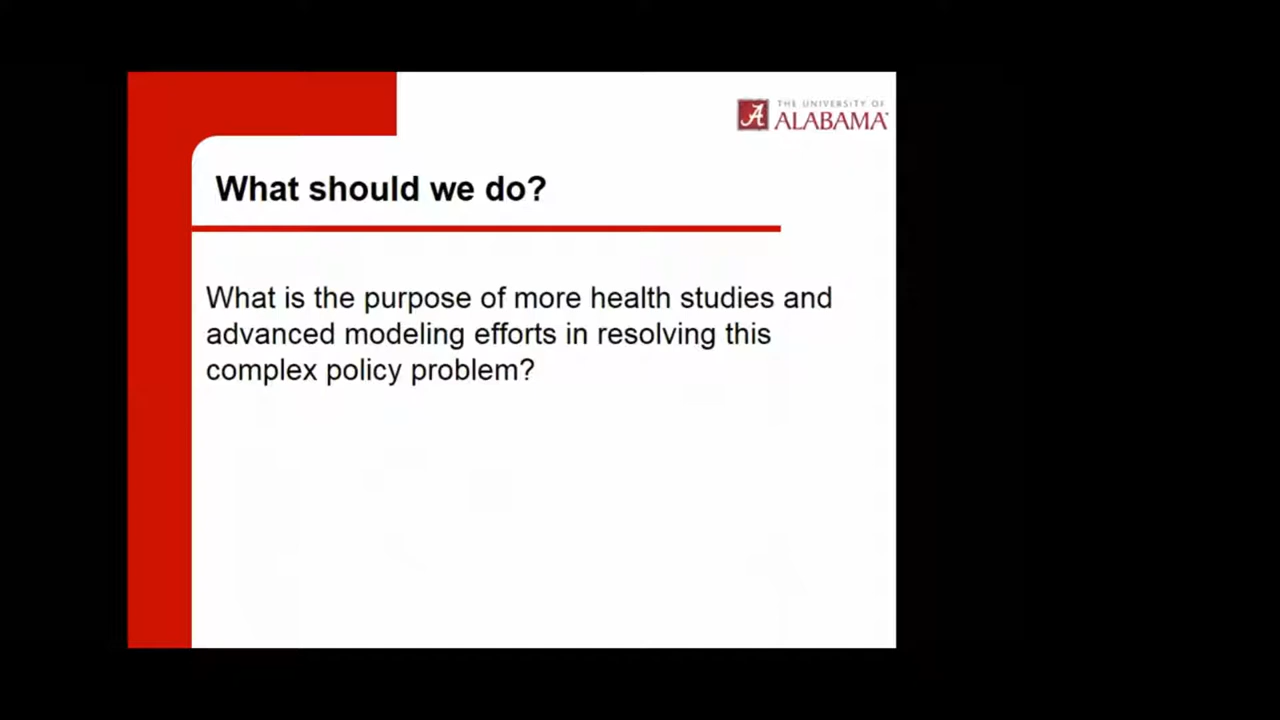 THE UNIVERSITY OF
ALABAMA
What should we do?
What is the purpose of more health studies and
advanced modeling efforts in resolving this
complex policy problem?